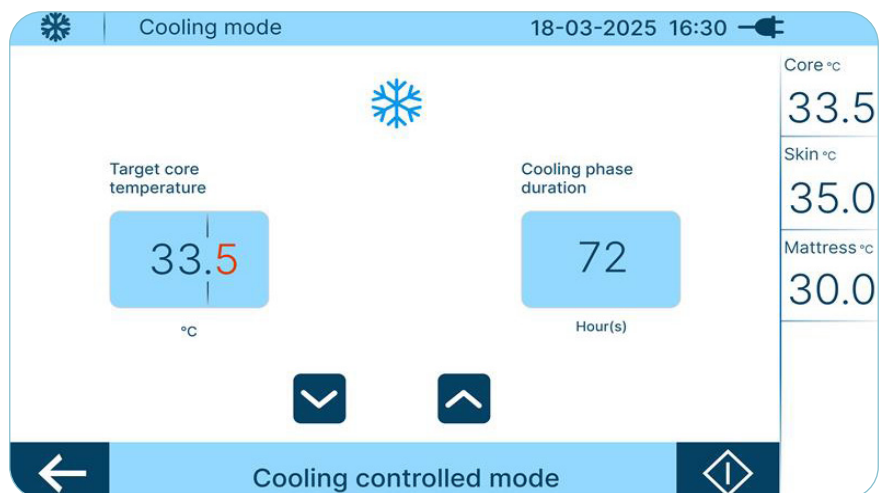 Cooling mode
18-03-2025 16:30
Core °C
33.5
Skin °C
35.0
Mattress °C
30.0
Target core
temperature
33.5
°C
Cooling phase
duration
72
Hour(s)
Cooling controlled mode